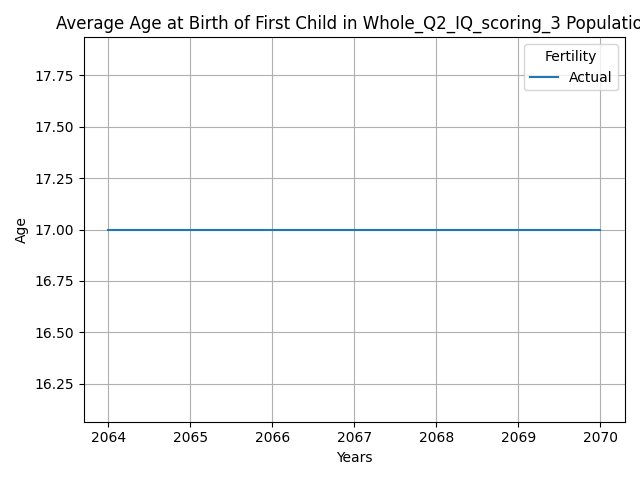 Average Age at Birth of First Child in Whole_Q2_IQ_scoring_3 Populatio
Fertility
Actual
17.75
17.50
17.25
17.00
16.75
16.50
16.25
Age
2064 2065 2066 2067 2068 2069 2070
Years